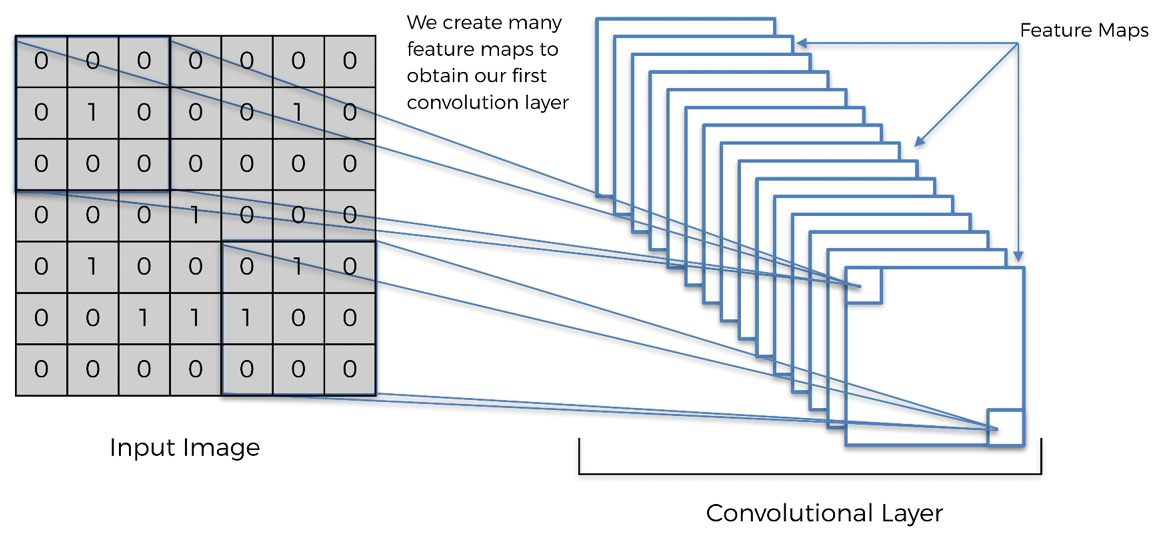 We create many
feature maps to
obtain our first
convolution layer
Feature Maps
0 0 0 0 0 0 0
0 1 0 0 0 1 0
0 0 0 0 0 0 0
0 0 0 1 0 0 0
0 1 0 0 0 1 0
0 0 1 1 1 0 0
0 0 0 0 0 0 0
Input Image
Convolutional Layer